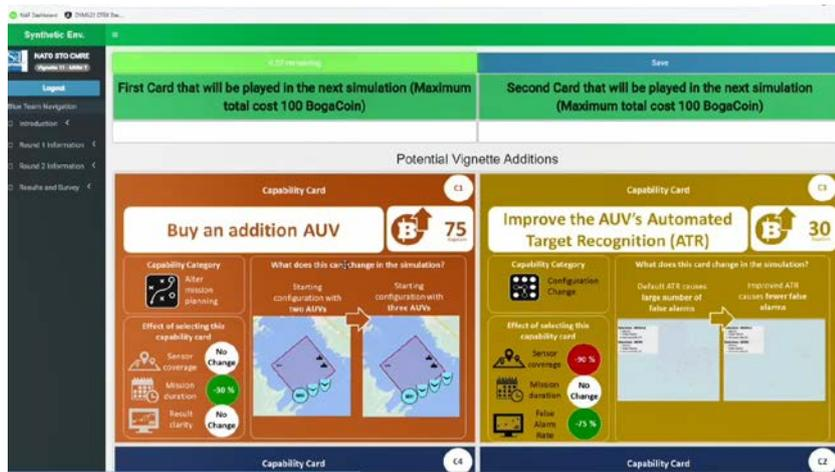 Synthetic Env.
NATO STO CMRE
Logout
Blue Team Navigation
Introduction
Round 1 Information
Round 2 Information
Results and Survey
remaining
Save
First Card that will be played in the next simulation (Maximum
total cost 100 BogaCoin)
Second Card that will be played in the next simulation
(Maximum total cost 100 BogaCoin)
Potential Vignette Additions
Capability Card
C1
Buy an addition AUV
75
Capability Category
Alter
mission
planning
Effect of selecting this
capability card
Sensor
coverage
No
Change
Mission
duration
Result
clarity
No
Change
What does this card change in the simulation?
Starting
configuration with
two AUVs
Starting
configuration with
three AUVs
Capability Card
Improve the AUV's Automated
Target Recognition (ATR)
30
Capability Category
Configuration
Change
Effect of selecting this
capability card
Sensor
coverage
-90 %
Mission
duration
No
Change
False
Alarm
Rate
-75 %
What does this card change in the simulation?
Default ATR causes
large number of
false alarms
Improved ATR
causes fewer false
alarms
Capability Card
C4
Capability Card
C2